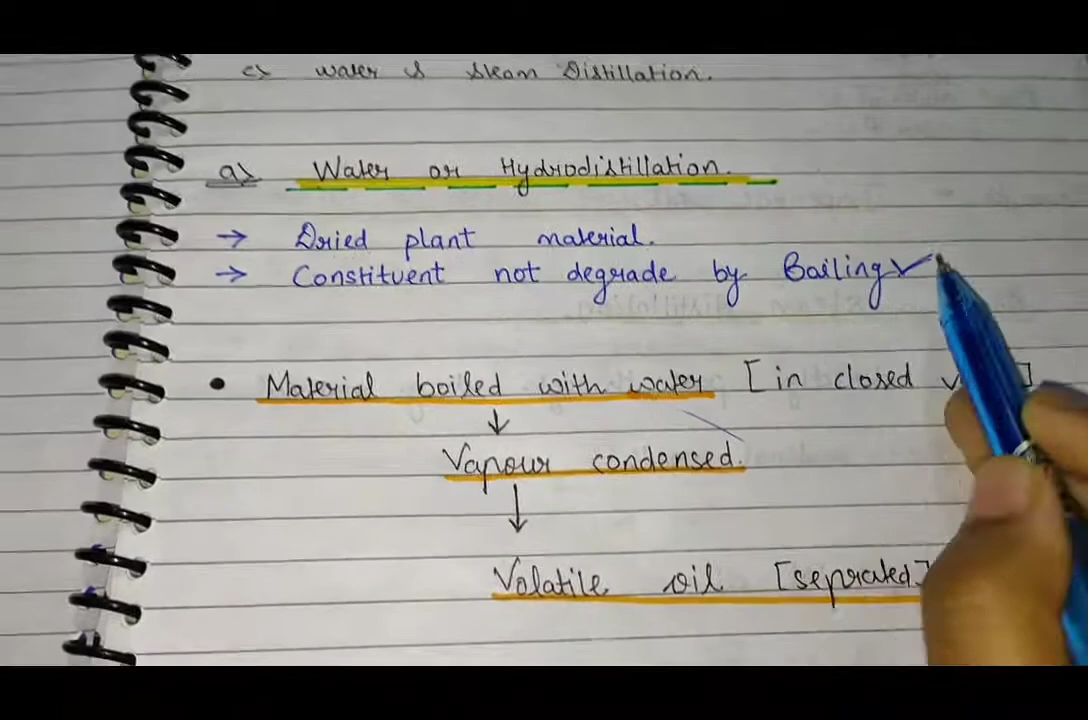 c> water & Steam Distillation.
a> Water or Hydrodistillation.
→ Dried plant material.
→ Constituent not degrade by Bailing ✓
• Material boiled with water [in closed ]
↓
Vapour condensed.
↓
Volatile oil [seprated]